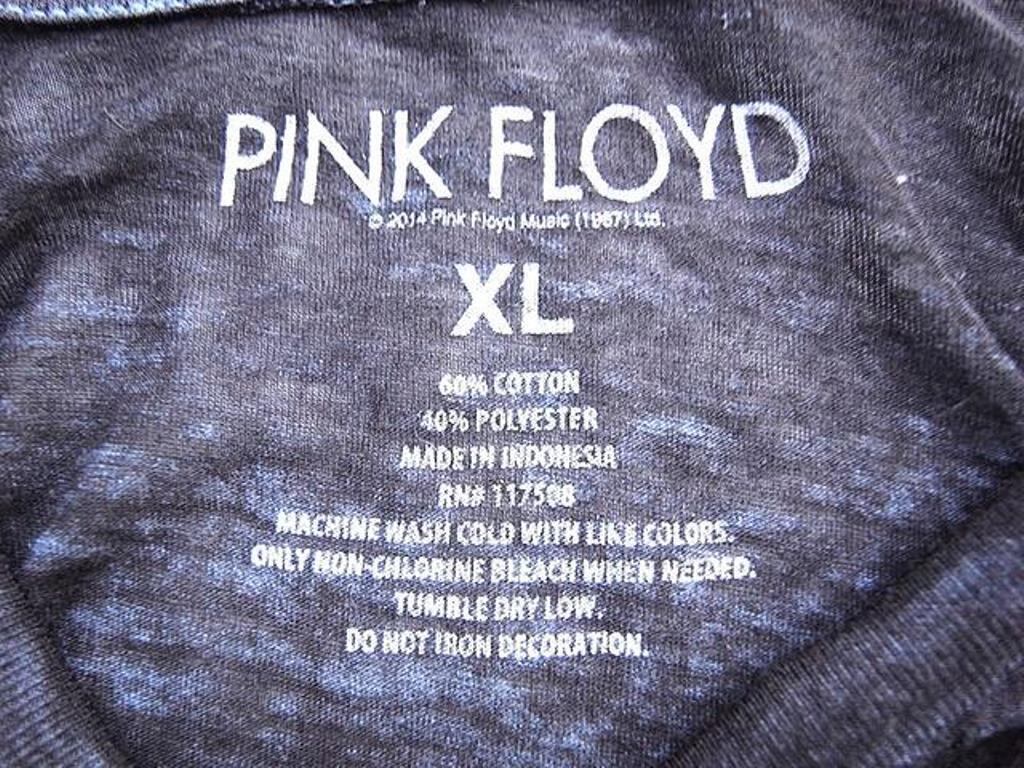 PINK FLOYD
© 2014 Pink Floyd Music (1987) Ltd.
XL
60% COTTON
40% POLYESTER
MADE IN INDONESIA
RN# 117508
MACHINE WASH COLD WITH LIKE COLORS.
ONLY NON-CHLORINE BLEACH WHEN NEEDED.
TUMBLE DRY LOW.
DO NOT IRON DECORATION.